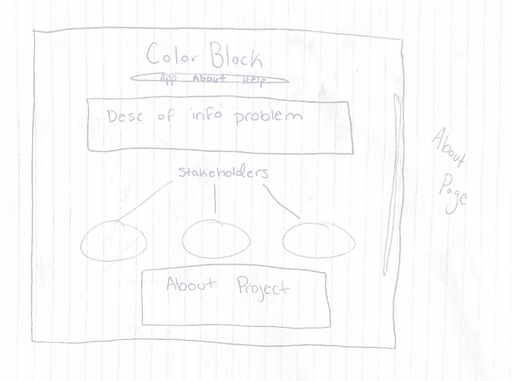 Color Block
App About Help
Desc of info problem
Stakeholders
About Project
About
Page